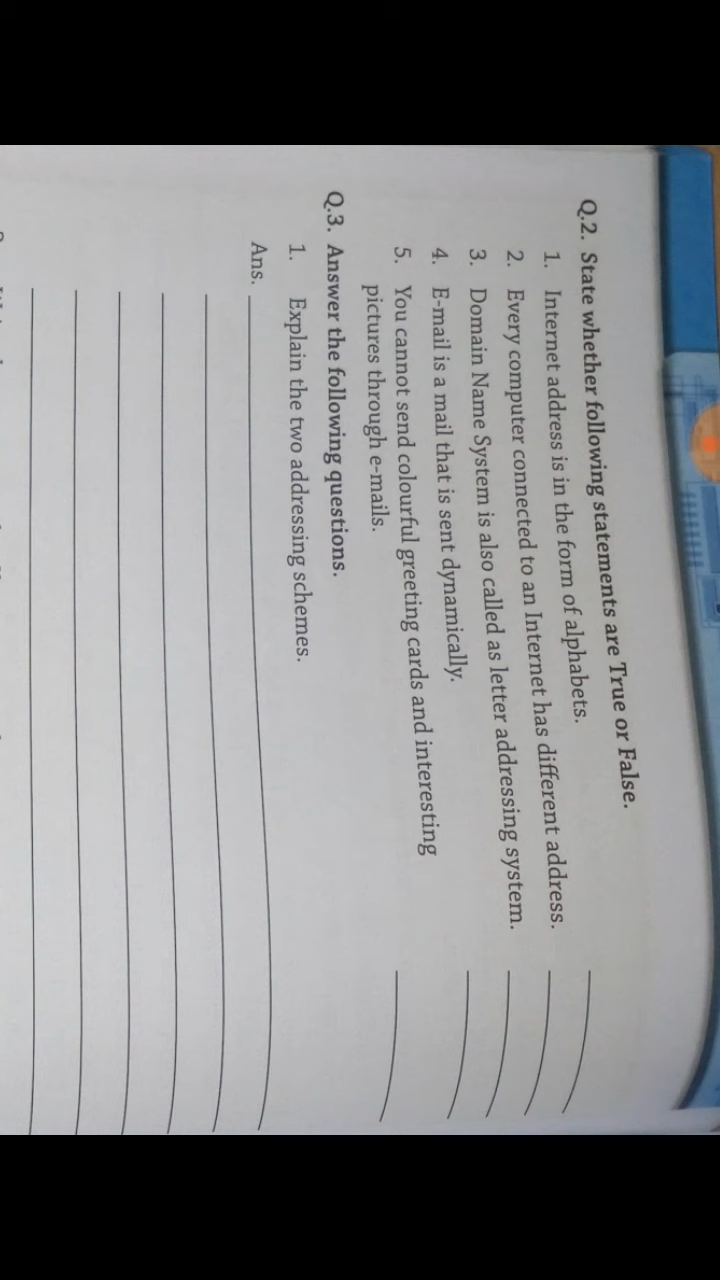 Q.2. State whether following statements are True or False.
1. Internet address is in the form of alphabets.
2. Every computer connected to an Internet has different address.
3. Domain Name System is also called as letter addressing system.
4. E-mail is a mail that is sent dynamically.
5. You cannot send colourful greeting cards and interesting
pictures through e-mails.
Q.3. Answer the following questions.
1. Explain the two addressing schemes.
Ans.